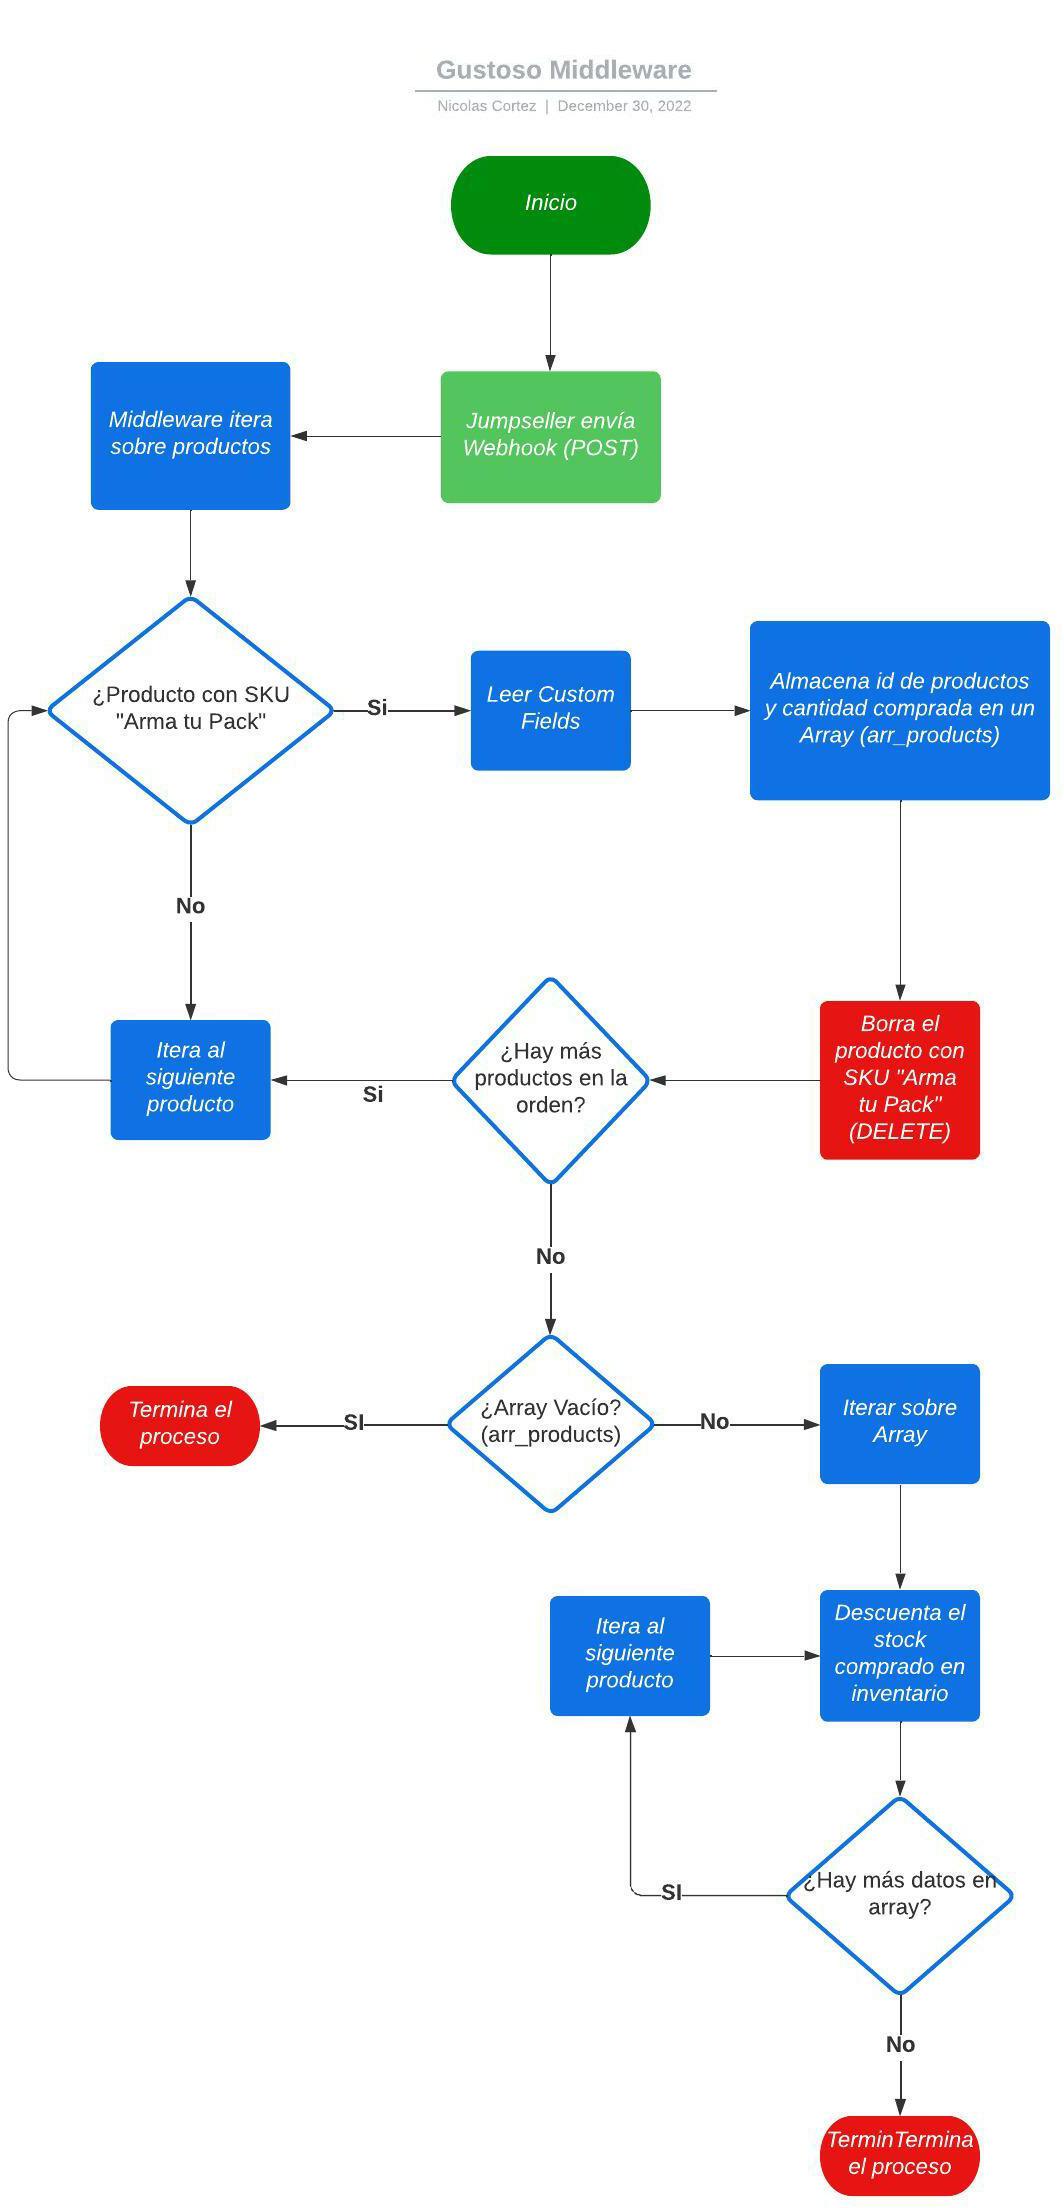 Gustoso Middleware
Nicolas Cortez | December 30, 2022
Inicio
Jumpseller envía
Webhook (POST)
Middleware itera
sobre productos
¿Producto con SKU
"Arma tu Pack"
Si
Leer Custom
Fields
Almacena id de productos
y cantidad comprada en un
Array (arr_products)
No
Borra el
producto con
SKU "Arma
tu Pack"
(DELETE)
¿Hay más
productos en la
orden?
Si
Itera al
siguiente
producto
No
¿Array Vacío?
(arr_products)
SI
Termina el
proceso
No
Iterar sobre
Array
Descuenta el
stock
comprado en
inventario
Itera al
siguiente
producto
¿Hay más datos en
array?
SI
No
TerminTermina
el proceso